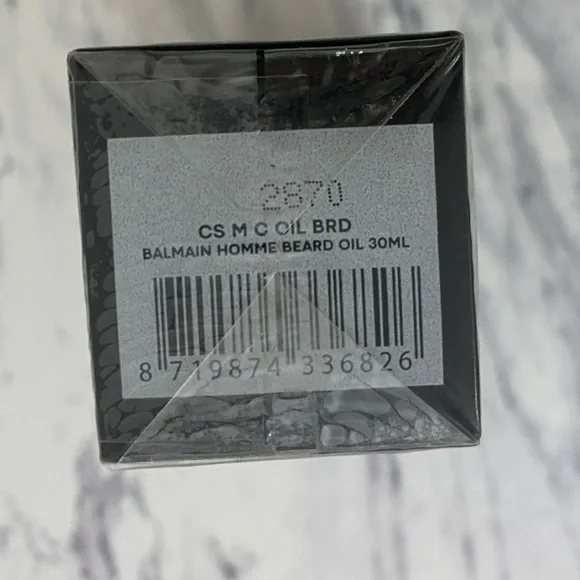 2870
CS M C OIL BRD
BALMAIN HOMME BEARD OIL 30ML
8 719874 336826